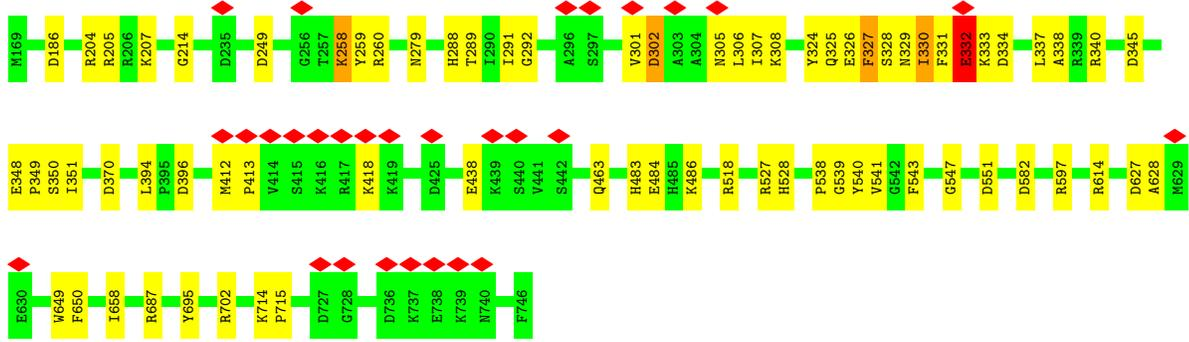 M169 D186 R204 R205 R206 K207 G214 D235 D249 G256 T257 K258 Y259 R260 N279 H288 T289 I290 I291 G292 A296 S297 V301 D302 A303 A304 N305 L306 I307 K308 Y324 Q325 E326 F327 S328 N329 I330 F331 E332 K333 D334 L337 A338 R339 R340 D345
E348 P349 S350 I351 D370 L394 P395 D396 M412 P413 V414 S415 K416 R417 K418 K419 D425 E438 K439 S440 V441 S442 Q463 H483 E484 H485 K486 R518 R527 H528 P538 G539 Y540 V541 G542 F543 G547 D551 D582 R597 R614 D627 A628 M629
E630 W649 F650 I658 R687 Y695 R702 K714 P715 D727 G728 D736 K737 E738 K739 N740 F746